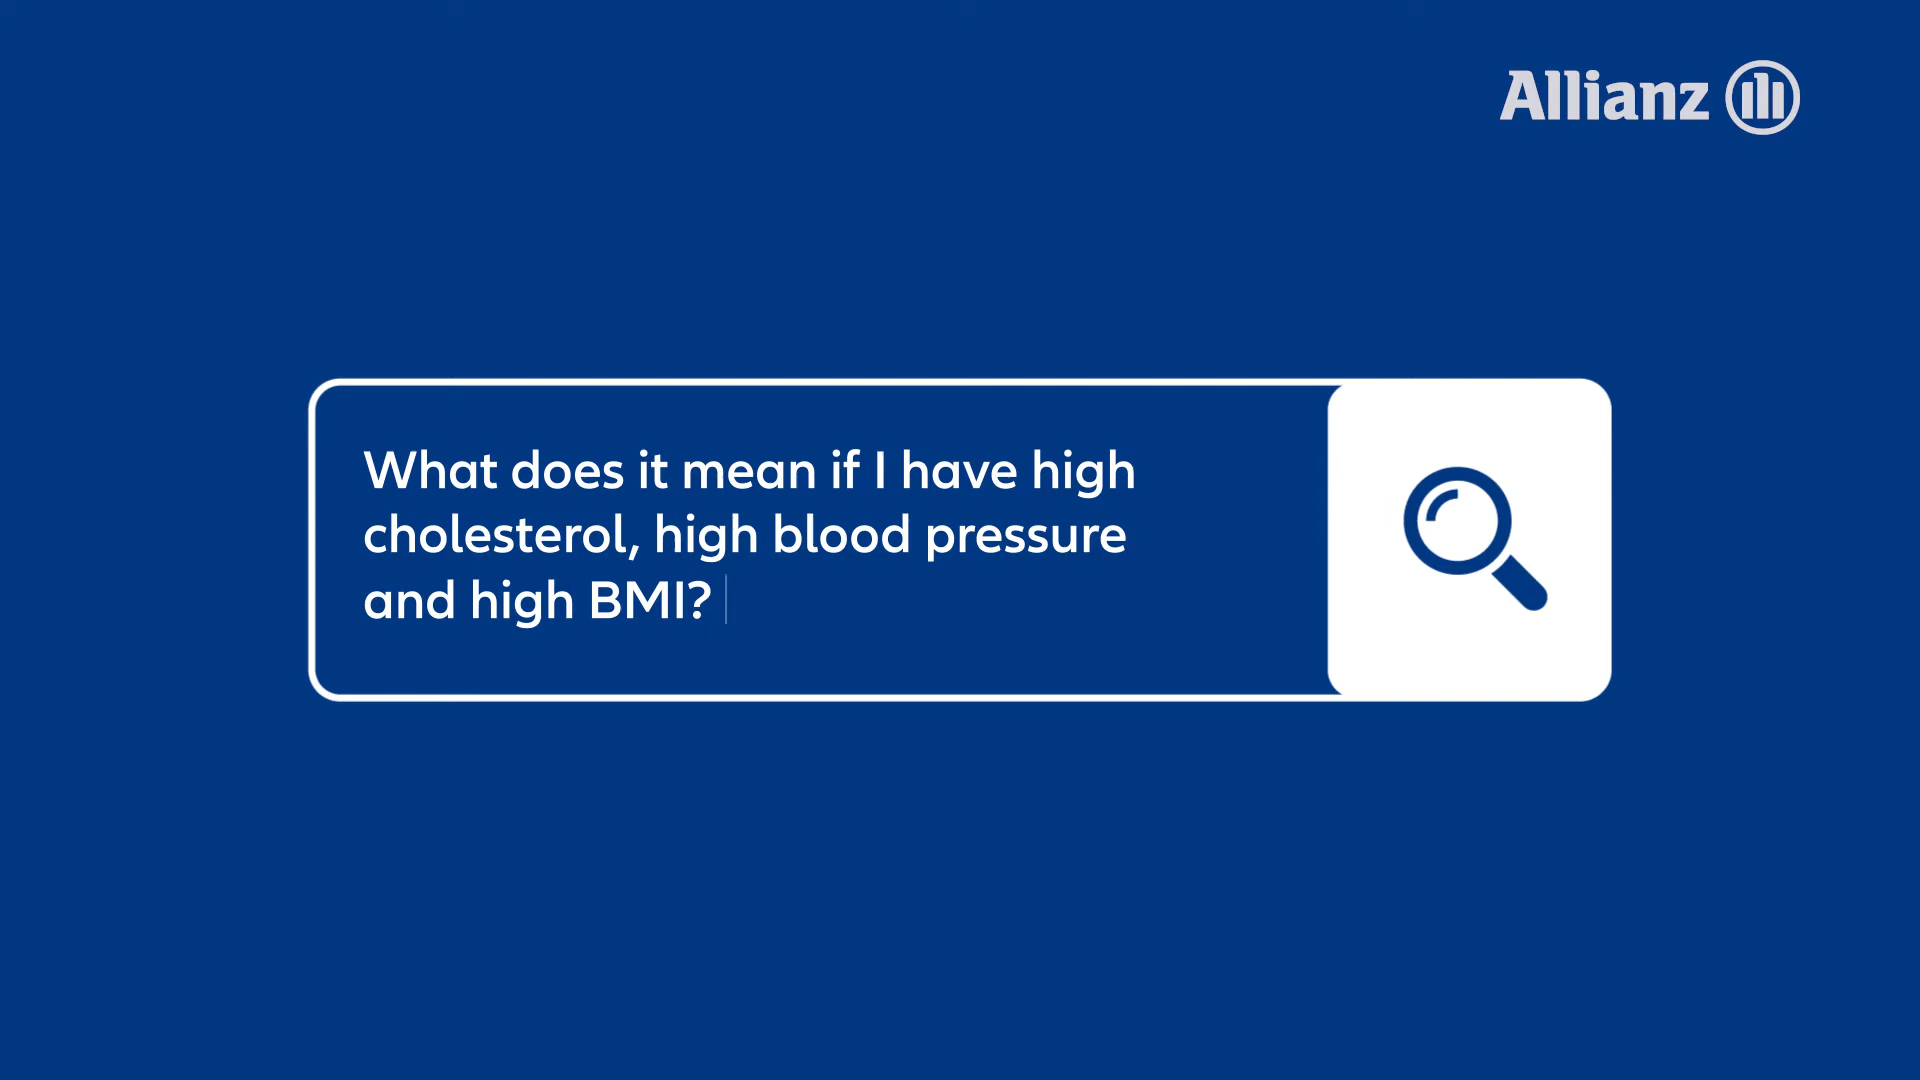 Allianz
What does it mean if I have high
cholesterol, high blood pressure
and high BMI?